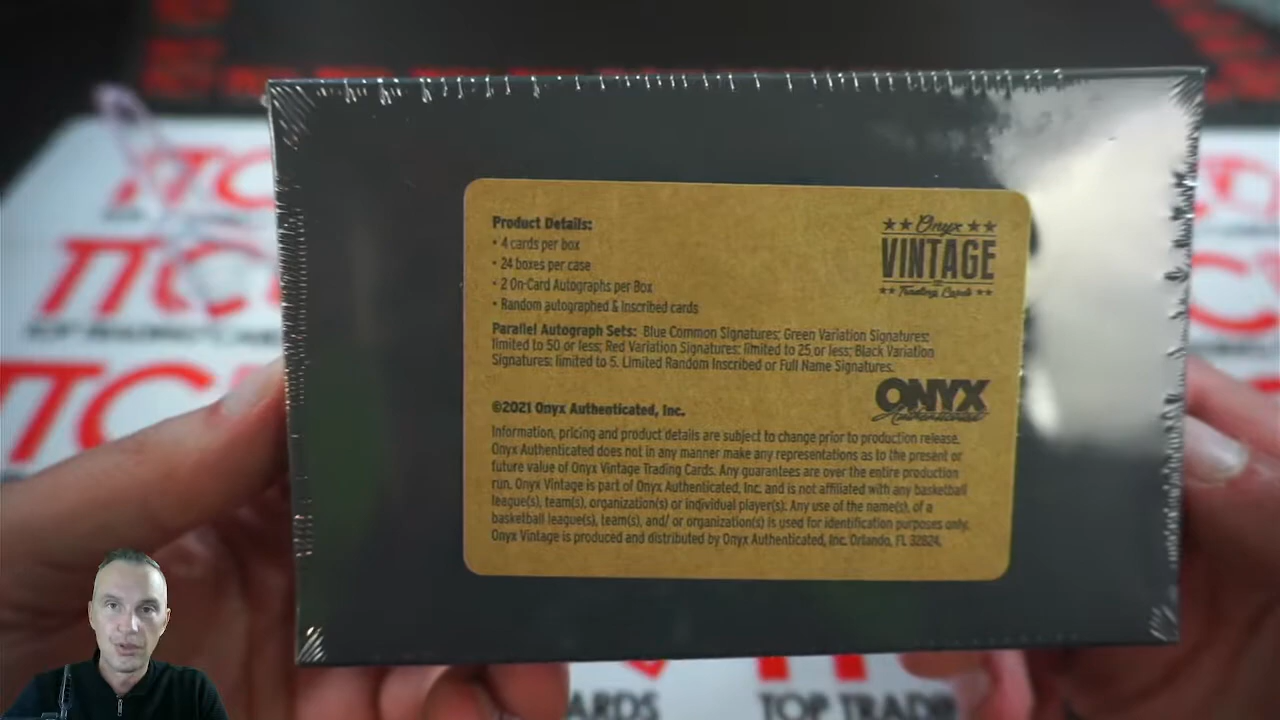 Product Details:
• 4 cards per box
• 24 boxes per case
• 2 On-Card Autographs per Box
• Random autographed & Inscribed cards
Onyx
VINTAGE
Trading Cards
Parallel Autograph Sets: Blue Common Signatures; Green Variation Signatures:
limited to 50 or less; Red Variation Signatures: limited to 25 or less; Black Variation
Signatures: limited to 5. Limited Random Inscribed or Full Name Signatures.
ONYX
Authenticated
©2021 Onyx Authenticated, Inc.
Information, pricing and product details are subject to change prior to production release.
Onyx Authenticated does not in any manner make any representations as to the present or
future value of Onyx Vintage Trading Cards. Any guarantees are over the entire production
run. Onyx Vintage is part of Onyx Authenticated, Inc. and is not affiliated with any basketball
league(s), team(s), organization(s) or individual player(s). Any use of the name(s), of a
basketball league(s), team(s), and/ or organization(s) is used for identification purposes only.
Onyx Vintage is produced and distributed by Onyx Authenticated, Inc. Orlando, FL 32824.
TTC
TTC
TTC
CARDS
TOP TRADING